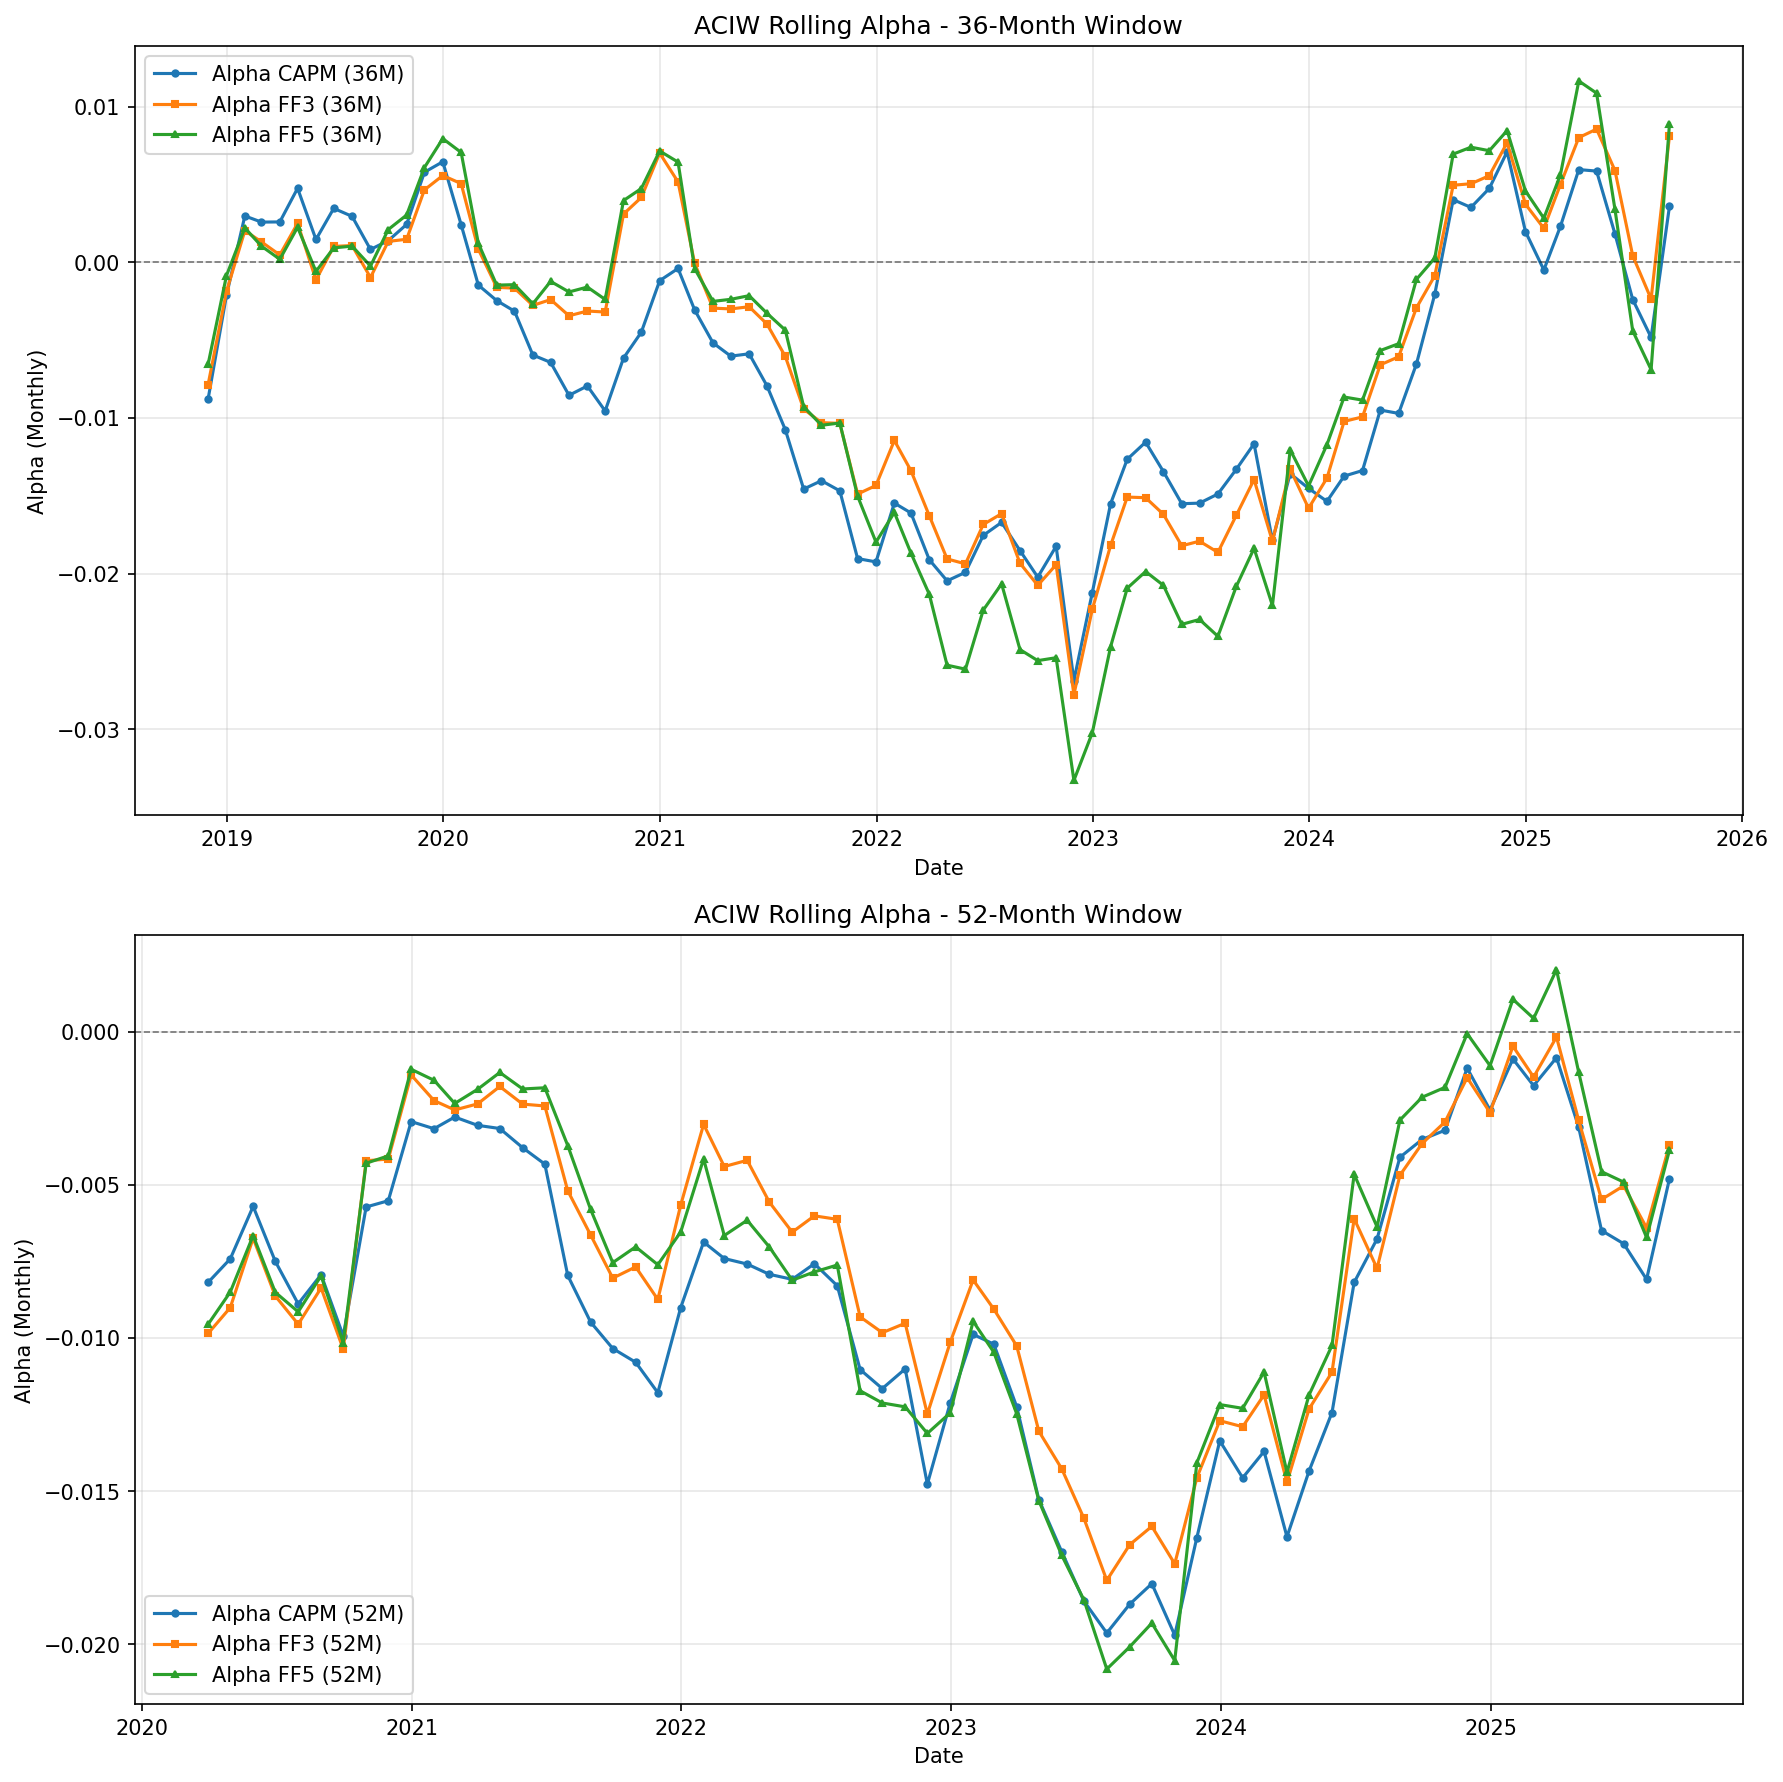 ACIW Rolling Alpha - 36-Month Window
Alpha CAPM (36M)
Alpha FF3 (36M)
Alpha FF5 (36M)
0.01
0.00
−0.01
−0.02
−0.03
Alpha (Monthly)
2019 2020 2021 2022 2023 2024 2025 2026
Date
ACIW Rolling Alpha - 52-Month Window
0.000
−0.005
−0.010
−0.015
−0.020
Alpha (Monthly)
Alpha CAPM (52M)
Alpha FF3 (52M)
Alpha FF5 (52M)
2020 2021 2022 2023 2024 2025
Date